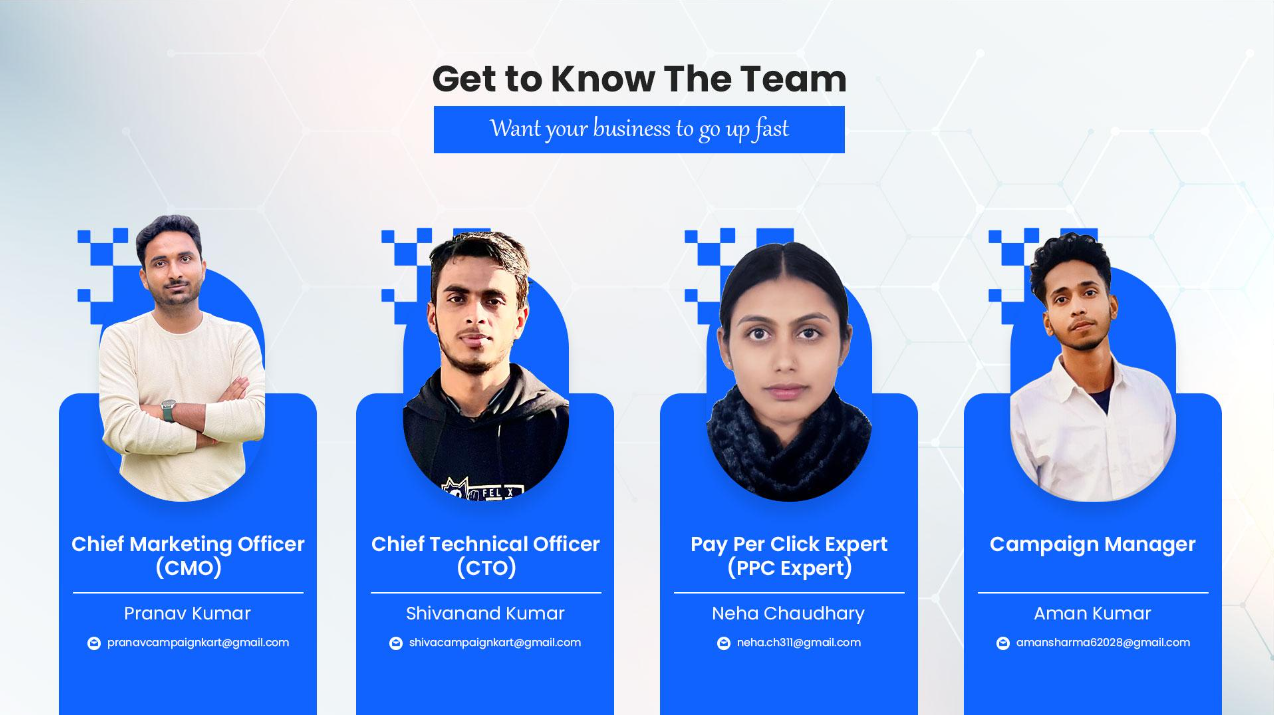 Get to Know The Team
Want your business to go up fast
FEL X
Chief Marketing Officer
(CMO)
Pranav Kumar
pranavcampaignkart@gmail.com
Chief Technical Officer
(CTO)
Shivanand Kumar
shivacampaignkart@gmail.com
Pay Per Click Expert
(PPC Expert)
Neha Chaudhary
neha.ch311@gmail.com
Campaign Manager
Aman Kumar
amansharma62028@gmail.com